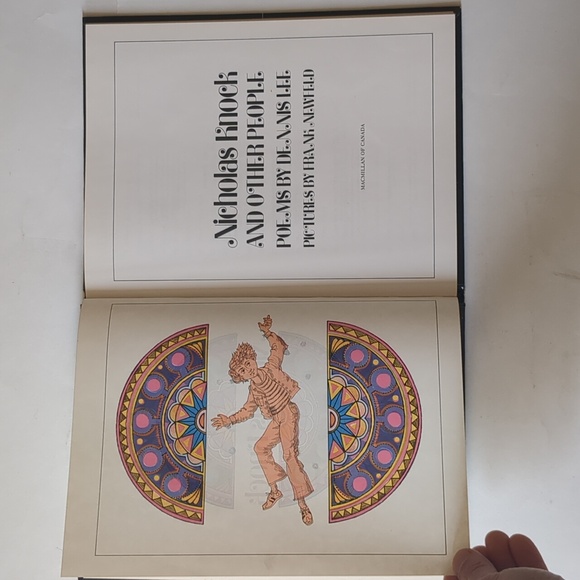 Nicholas Knock
AND OTHER PEOPLE
POEMS BY DENNIS LEE
PICTURES BY FRANK NEWFELD
MACMILLAN OF CANADA